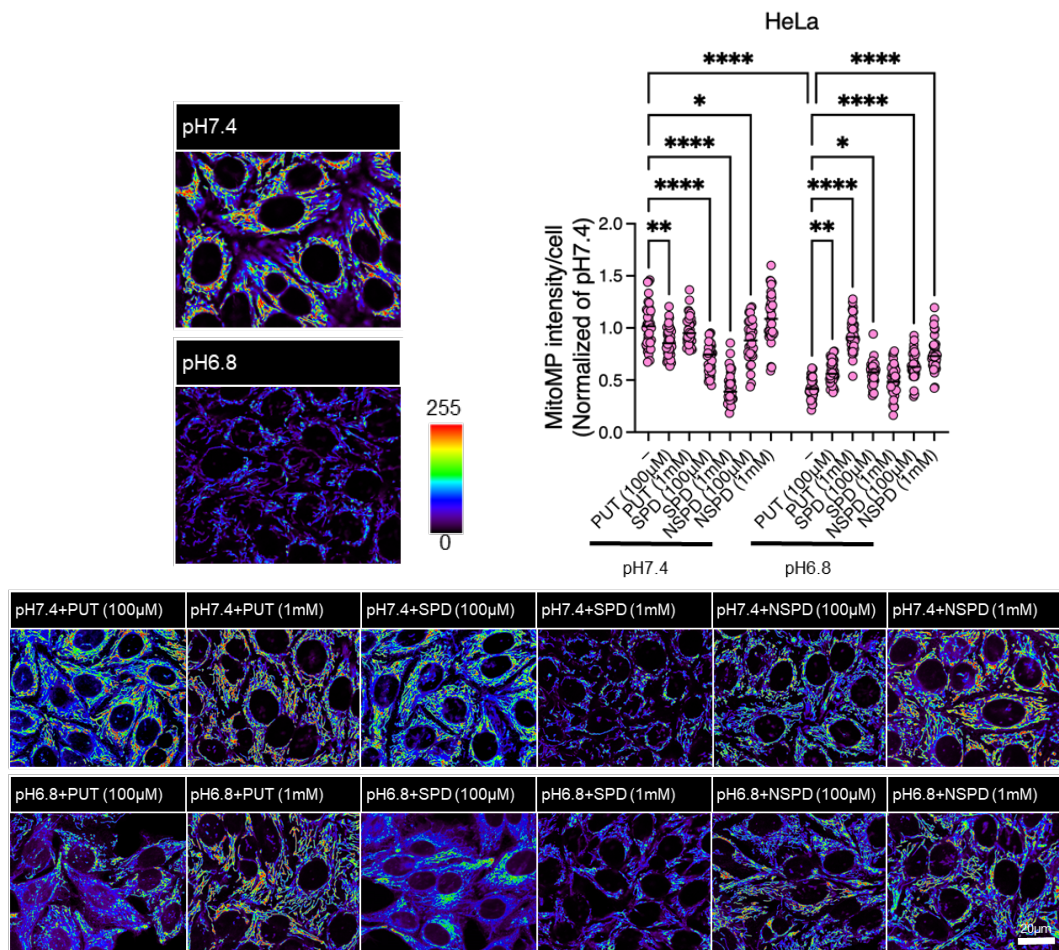 HeLa
pH7.4
pH6.8
255
0
MitoMP intensity/cell
(Normalized of pH7.4)
2.0
1.5
1.0
0.5
0.0
****
****
*
****
****
****
*
****
****
**
**
–
PUT (100µM)
PUT (1mM)
SPD (100µM)
SPD (1mM)
NSPD (100µM)
NSPD (1mM)
–
PUT (100µM)
PUT (1mM)
SPD (100µM)
SPD (1mM)
NSPD (100µM)
NSPD (1mM)
pH7.4
pH6.8
pH7.4+PUT (100µM)
pH7.4+PUT (1mM)
pH7.4+SPD (100µM)
pH7.4+SPD (1mM)
pH7.4+NSPD (100µM)
pH7.4+NSPD (1mM)
pH6.8+PUT (100µM)
pH6.8+PUT (1mM)
pH6.8+SPD (100µM)
pH6.8+SPD (1mM)
pH6.8+NSPD (100µM)
pH6.8+NSPD (1mM)
20µm